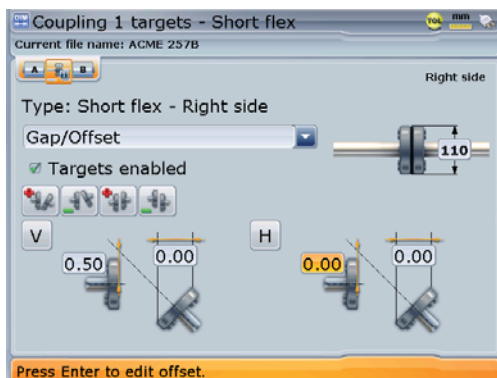 Coupling 1 targets - Short flex
TOL mm
Current file name: ACME 257B
A B
Right side
Type: Short flex - Right side
Gap/Offset
110
Targets enabled
V
0.50
0.00
H
0.00
0.00
Press Enter to edit offset.